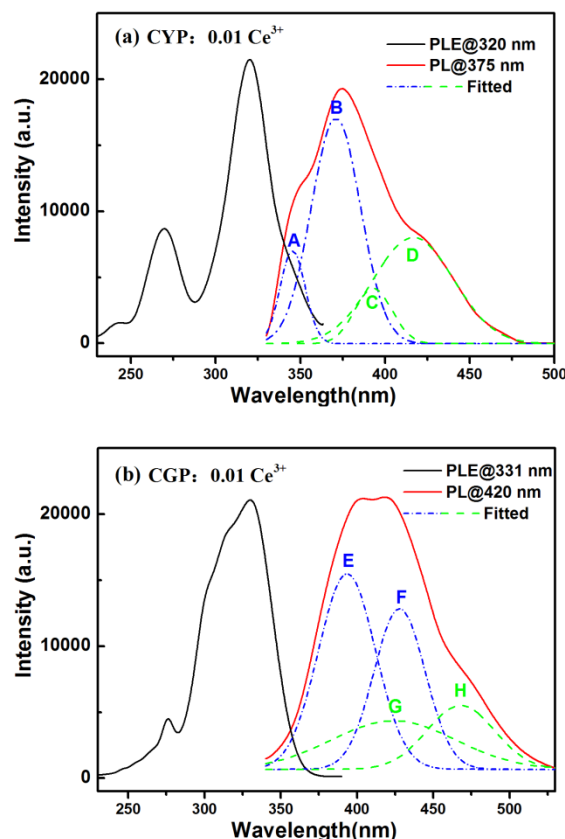 (a) CYP: 0.01 Ce³⁺
PLE@320 nm
PL@375 nm
Fitted
A
B
C
D
Intensity (a.u.)
20000
10000
0
250 300 350 400 450 500
Wavelength(nm)
(b) CGP: 0.01 Ce³⁺
PLE@331 nm
PL@420 nm
Fitted
E
F
G
H
Intensity (a.u.)
20000
10000
0
250 300 350 400 450 500
Wavelength(nm)